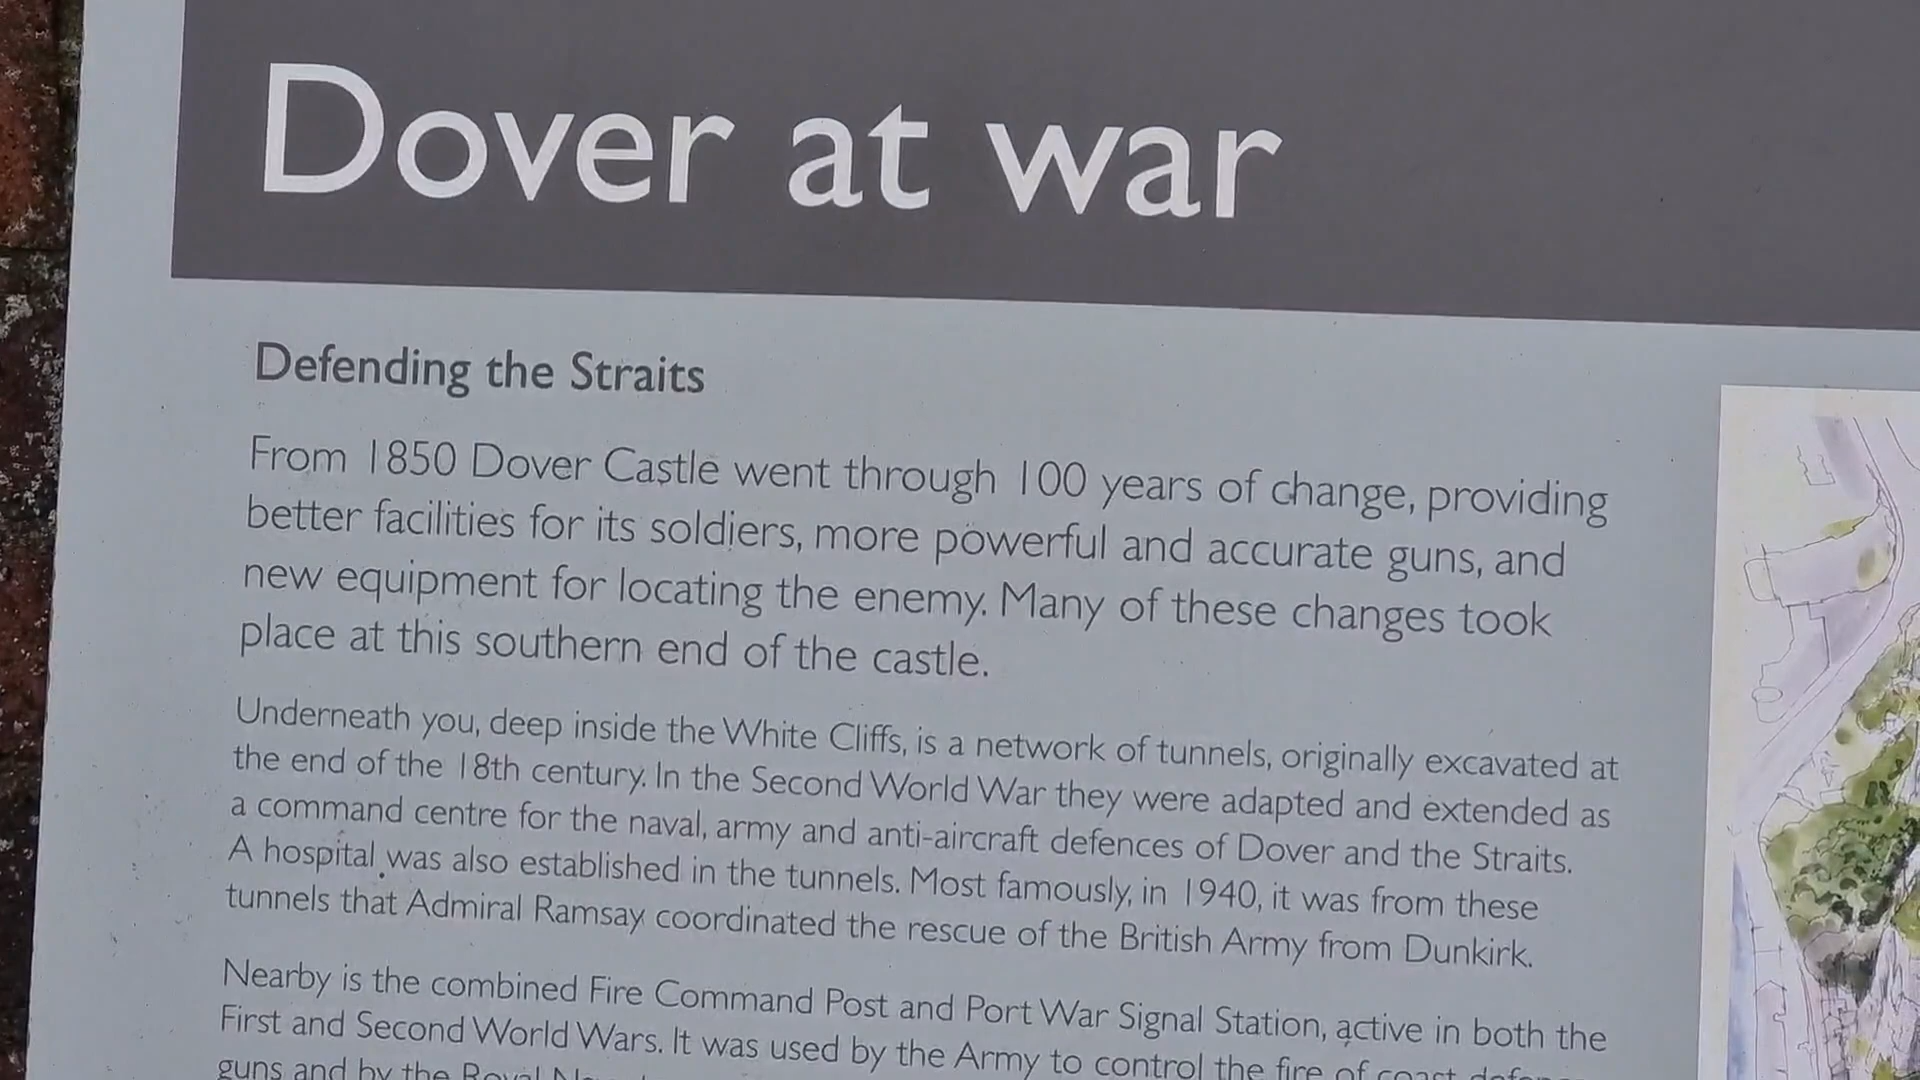 Dover at war
Defending the Straits
From 1850 Dover Castle went through 100 years of change, providing
better facilities for its soldiers, more powerful and accurate guns, and
new equipment for locating the enemy. Many of these changes took
place at this southern end of the castle.
Underneath you, deep inside the White Cliffs, is a network of tunnels, originally excavated at
the end of the 18th century. In the Second World War they were adapted and extended as
a command centre for the naval, army and anti-aircraft defences of Dover and the Straits.
A hospital was also established in the tunnels. Most famously, in 1940, it was from these
tunnels that Admiral Ramsay coordinated the rescue of the British Army from Dunkirk.
Nearby is the combined Fire Command Post and Port War Signal Station, active in both the
First and Second World Wars. It was used by the Army to control the fire of coast
guns and by the Royal